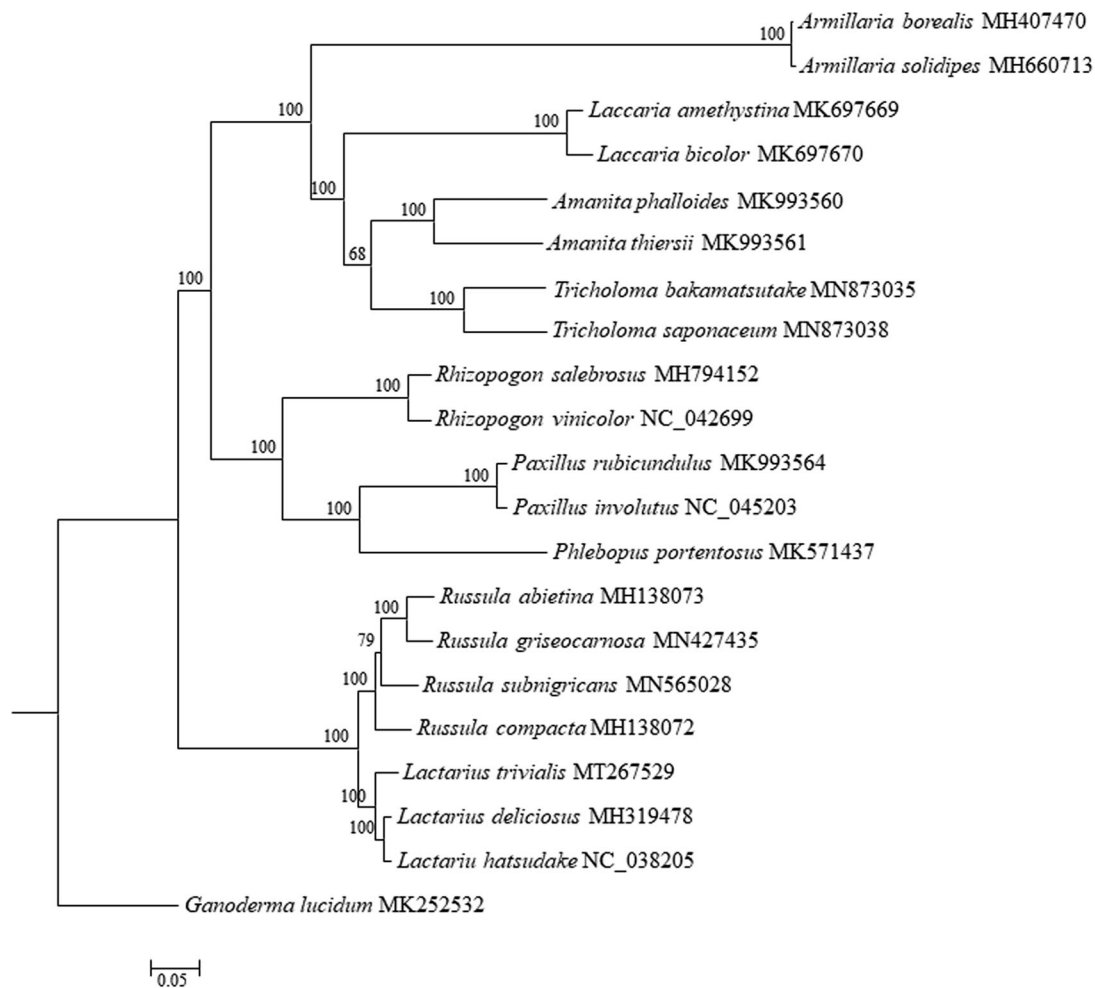 Armillaria borealis MH407470
100
Armillaria solidipes MH660713
100
Laccaria amethystina MK697669
100
Laccaria bicolor MK697670
100
Amanita phalloides MK993560
100
Amanita thiersii MK993561
68
100
Tricholoma bakamatsutake MN873035
100
Tricholoma saponaceum MN873038
Rhizopogon salebrosus MH794152
100
Rhizopogon vinicolor NC_042699
100
Paxillus rubicundulus MK993564
100
Paxillus involutus NC_045203
100
Phlebopus portentosus MK571437
Russula abietina MH138073
100
Russula griseocarnosa MN427435
79
Russula subnigricans MN565028
100
Russula compacta MH138072
100
Lactarius trivialis MT267529
100
Lactarius deliciosus MH319478
100
Lactariu hatsudake NC_038205
Ganoderma lucidum MK252532
0.05